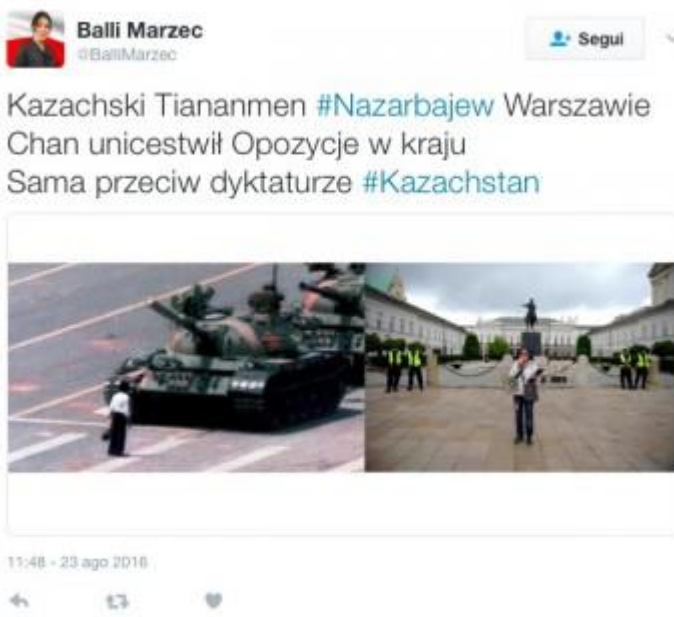 Balli Marzec
@BalliMarzec
Segui
Kazachski Tiananmen #Nazarbajew Warszawie
Chan unicestwił Opozycje w kraju
Sama przeciw dyktaturze #Kazachstan
11:48 - 23 ago 2016